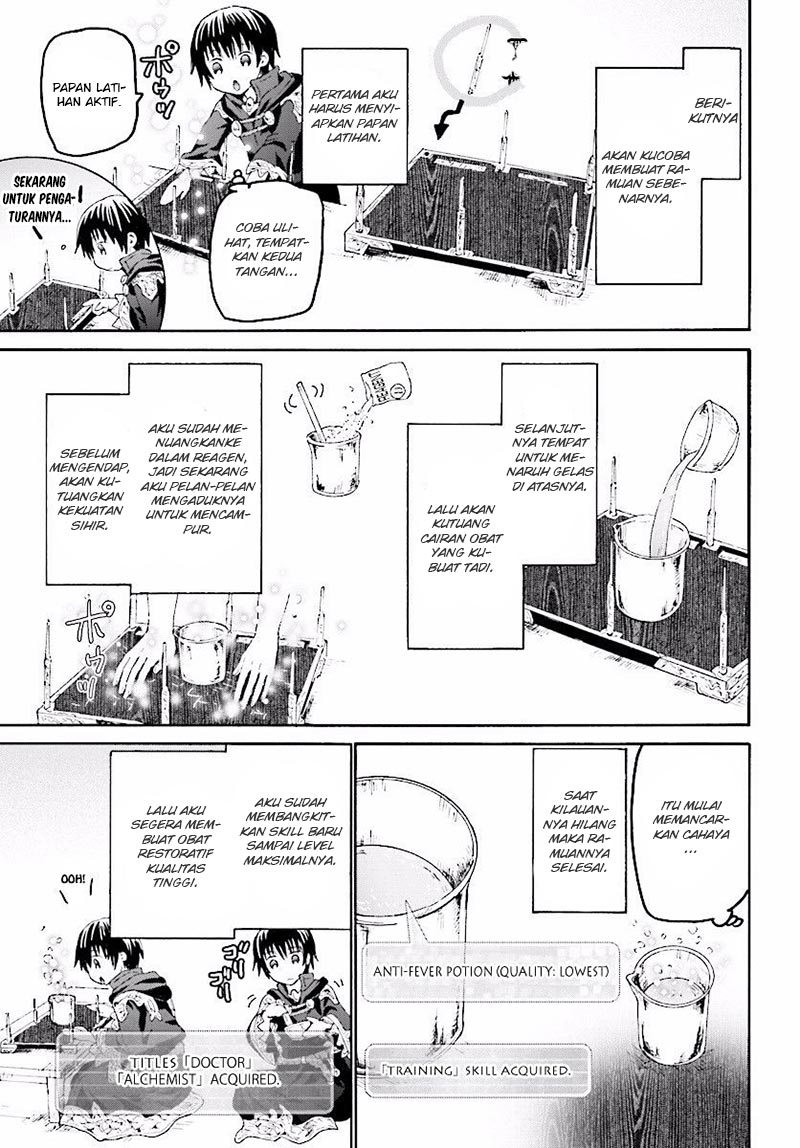 BERI-
KUTNYA
AKAN KUCOBA
MEMBUAT RA-
MUAN SEBE-
NARNYA.
PERTAMA AKU
HARUS MENYI-
APKAN PAPAN
LATIHAN.
ポウッ
PAPAN LATI-
HAN AKTIF.
COBA ULI-
HAT, TEMPAT-
KAN KEDUA
TANGAN...
SEKARANG
UNTUK PENGA-
TURANNYA...
SELANJUT-
NYA TEMPAT
UNTUK ME-
NARUH GELAS
DI ATASNYA.
LALU AKAN
KUTUANG
CAIRAN OBAT
YANG KU-
BUAT TADI.
AKU SUDAH ME-
NUANGKANKE
DALAM REAGEN,
JADI SEKARANG
AKU PELAN-PELAN
MENGADUKNYA
UNTUK MENCAM-
PUR.
SEBELUM
MENGENDAP,
AKAN KU-
TUANGKAN
KEKUATAN
SIHIR.
ポウッ
ITU MULAI
MEMANCAR-
KAN CAHAYA
...
SAAT
KILAUAN-
NYA HILANG
MAKA RA-
MUANNYA
SELESAI.
ANTI-FEVER POTION (QUALITY: LOWEST)
「TRAINING」 SKILL ACQUIRED.
AKU SUDAH
MEMBANGKIT-
KAN SKILL BARU
SAMPAI LEVEL
MAKSIMALNYA.
LALU AKU
SEGERA MEM-
BUAT OBAT
RESTORATIF
KUALITAS
TINGGI.
OOH!
ゴソゴソ
TITLES 「DOCTOR」
「ALCHEMIST」 ACQUIRED.